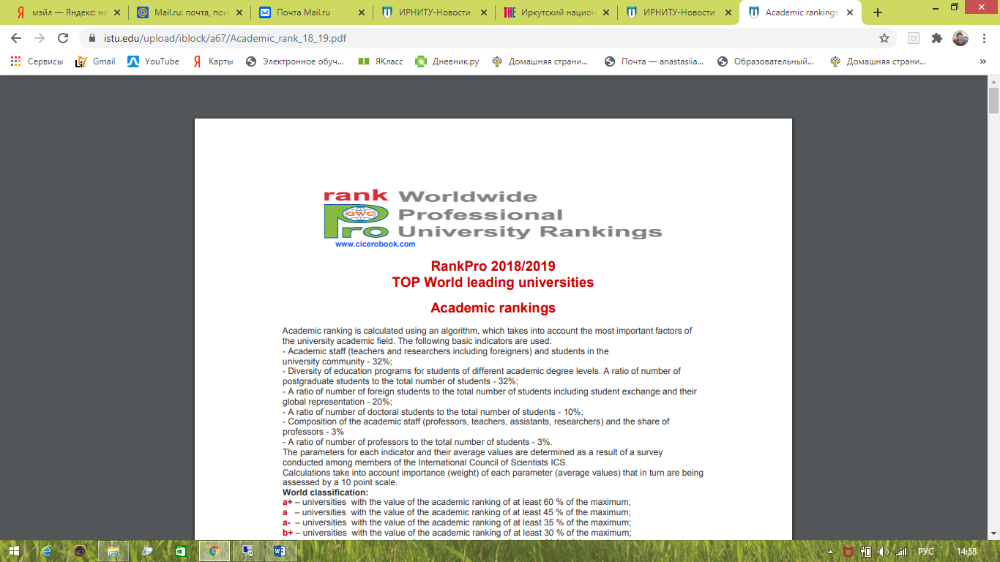 мэйл — Яндекс: на
Mail.ru: почта, пои
Почта Mail.ru
ИРНИТУ-Новости
THE Иркутский национ
ИРНИТУ-Новости
Academic rankings
istu.edu/upload/iblock/a67/Academic_rank_18_19.pdf
Сервисы
Gmail
YouTube
Карты
Электронное обуч...
ЯКласс
Дневник.ру
Домашняя страни...
Почта — anastasiia...
Образовательный...
Домашняя страни...
rank
Pro
GWC
Worldwide
Professional
University Rankings
www.cicerobook.com
RankPro 2018/2019
TOP World leading universities
Academic rankings
Academic ranking is calculated using an algorithm, which takes into account the most important factors of
the university academic field. The following basic indicators are used:
- Academic staff (teachers and researchers including foreigners) and students in the
university community - 32%;
- Diversity of education programs for students of different academic degree levels. A ratio of number of
postgraduate students to the total number of students - 32%;
- A ratio of number of foreign students to the total number of students including student exchange and their
global representation - 20%;
- A ratio of number of doctoral students to the total number of students - 10%;
- Composition of the academic staff (professors, teachers, assistants, researchers) and the share of
professors - 3%
- A ratio of number of professors to the total number of students - 3%.
The parameters for each indicator and their average values are determined as a result of a survey
conducted among members of the International Council of Scientists ICS.
Calculations take into account importance (weight) of each parameter (average values) that in turn are being
assessed by a 10 point scale.
World classification:
a+ – universities with the value of the academic ranking of at least 60 % of the maximum;
a – universities with the value of the academic ranking of at least 45 % of the maximum;
a- – universities with the value of the academic ranking of at least 35 % of the maximum;
b+ – universities with the value of the academic ranking of at least 30 % of the maximum;
РУС
14:58